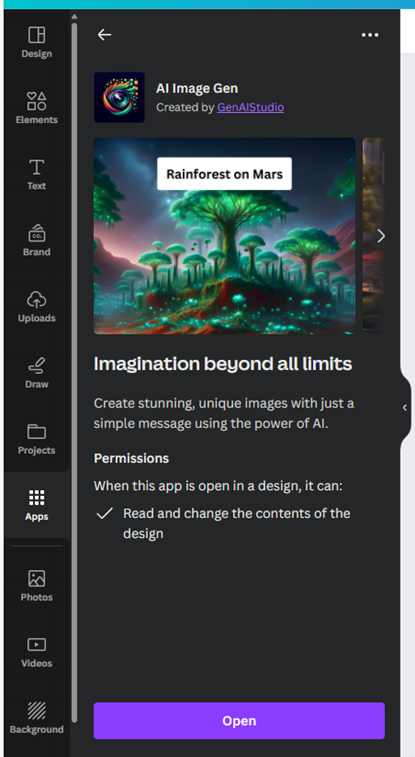 Design
Elements
Text
CO.
Brand
Uploads
Draw
Projects
Apps
Photos
Videos
Background
AI Image Gen
Created by GenAIStudio
Rainforest on Mars
Imagination beyond all limits
Create stunning, unique images with just a
simple message using the power of AI.
Permissions
When this app is open in a design, it can:
Read and change the contents of the
design
Open